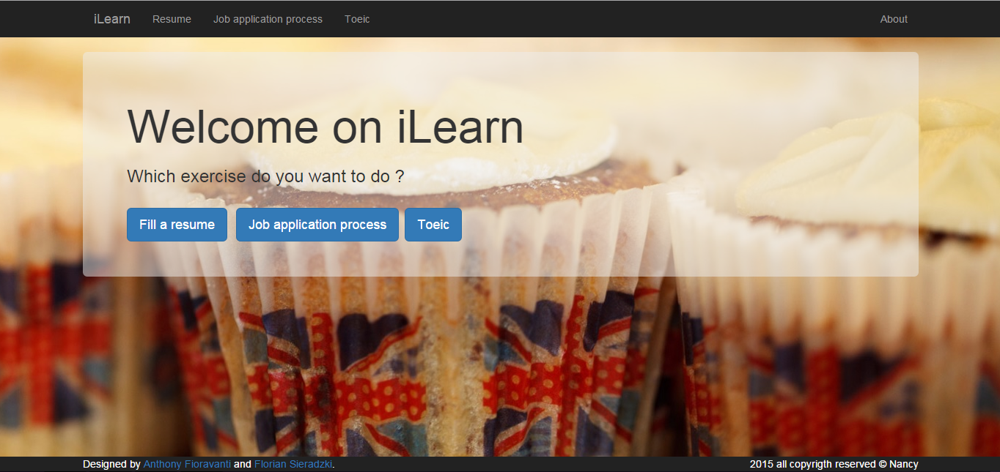 iLearn Resume Job application process Toeic About
Welcome on iLearn
Which exercise do you want to do ?
Fill a resume Job application process Toeic
Designed by Anthony Fioravanti and Florian Sieradzki. 2015 all copyrigth reserved © Nancy